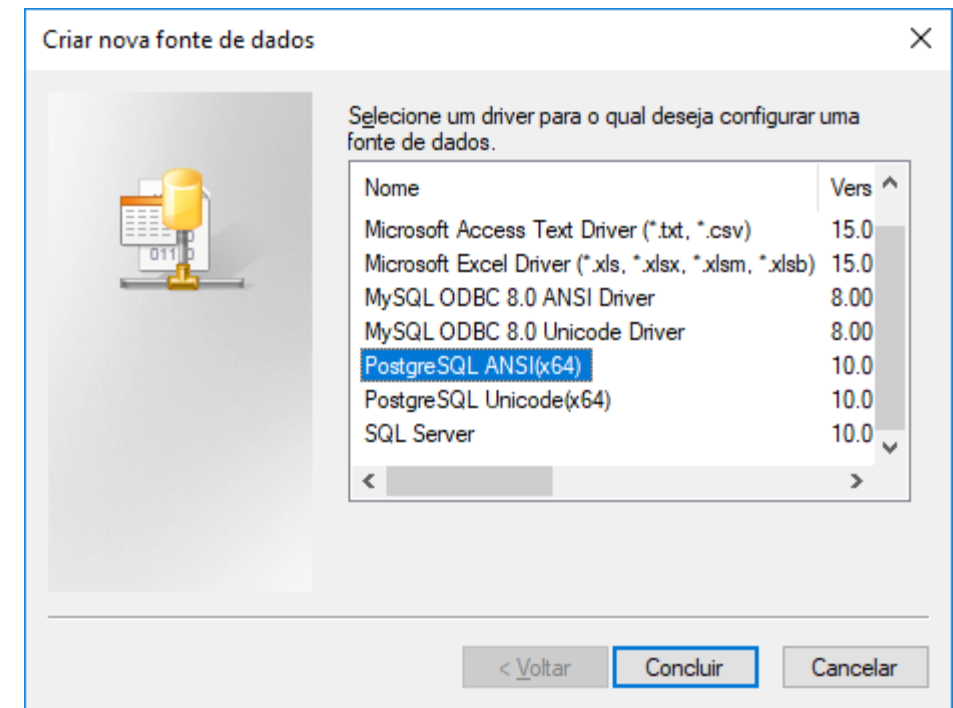 Criar nova fonte de dados
Selecione um driver para o qual deseja configurar uma
fonte de dados.
Nome Vers
Microsoft Access Text Driver (*.txt, *.csv) 15.0
Microsoft Excel Driver (*.xls, *.xlsx, *.xlsm, *.xlsb) 15.0
MySQL ODBC 8.0 ANSI Driver 8.00
MySQL ODBC 8.0 Unicode Driver 8.00
PostgreSQL ANSI(x64) 10.0
PostgreSQL Unicode(x64) 10.0
SQL Server 10.0
< Voltar Concluir Cancelar